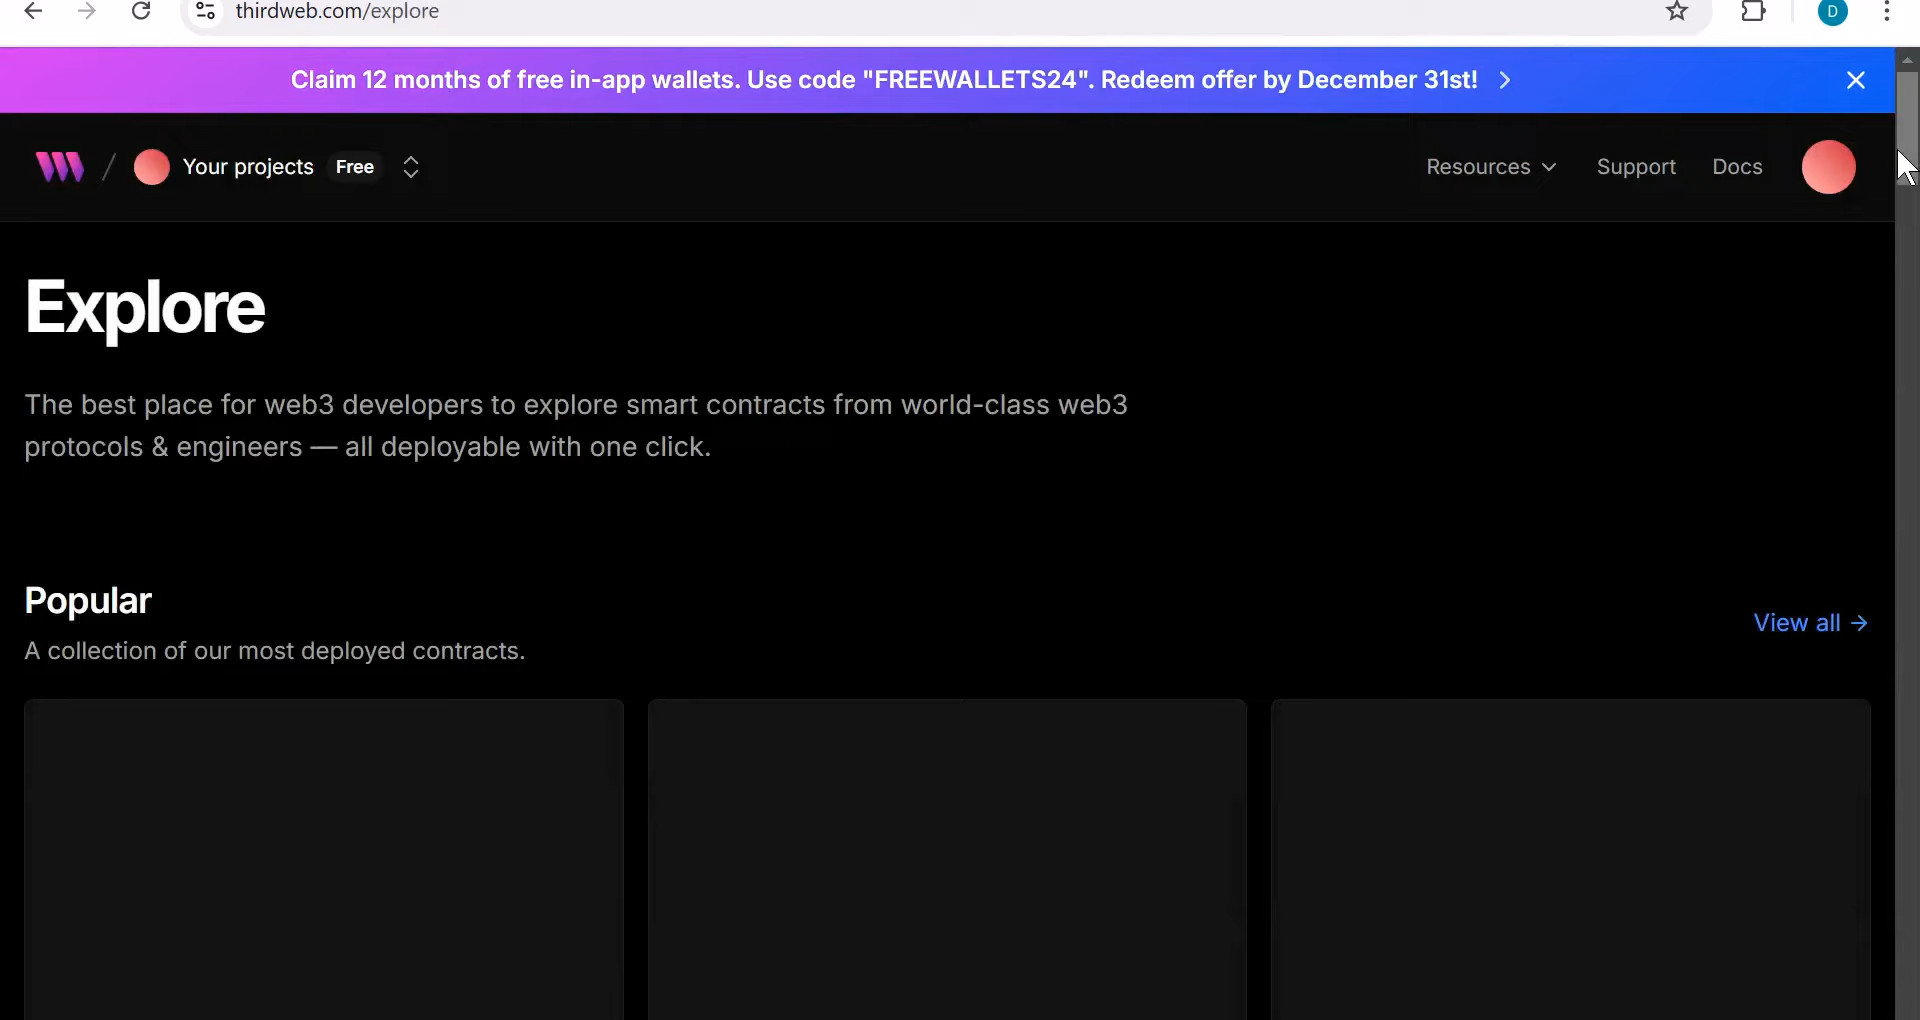 thirdweb.com/explore
D
Claim 12 months of free in-app wallets. Use code "FREEWALLETS24". Redeem offer by December 31st!
/ Your projects Free
Resources
Support
Docs
Explore
The best place for web3 developers to explore smart contracts from world-class web3
protocols & engineers — all deployable with one click.
Popular
View all →
A collection of our most deployed contracts.